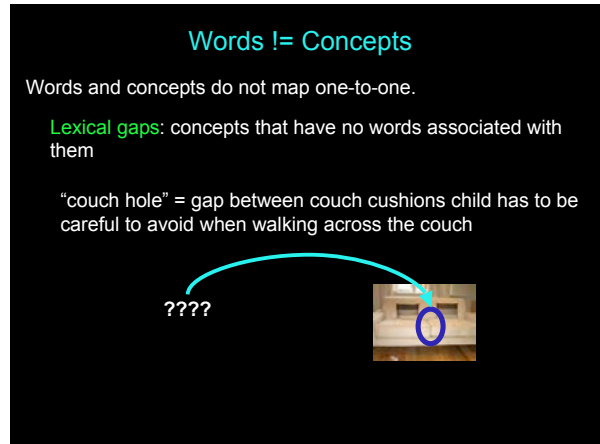 Words != Concepts
Words and concepts do not map one-to-one.
Lexical gaps: concepts that have no words associated with
them
“couch hole” = gap between couch cushions child has to be
careful to avoid when walking across the couch
????